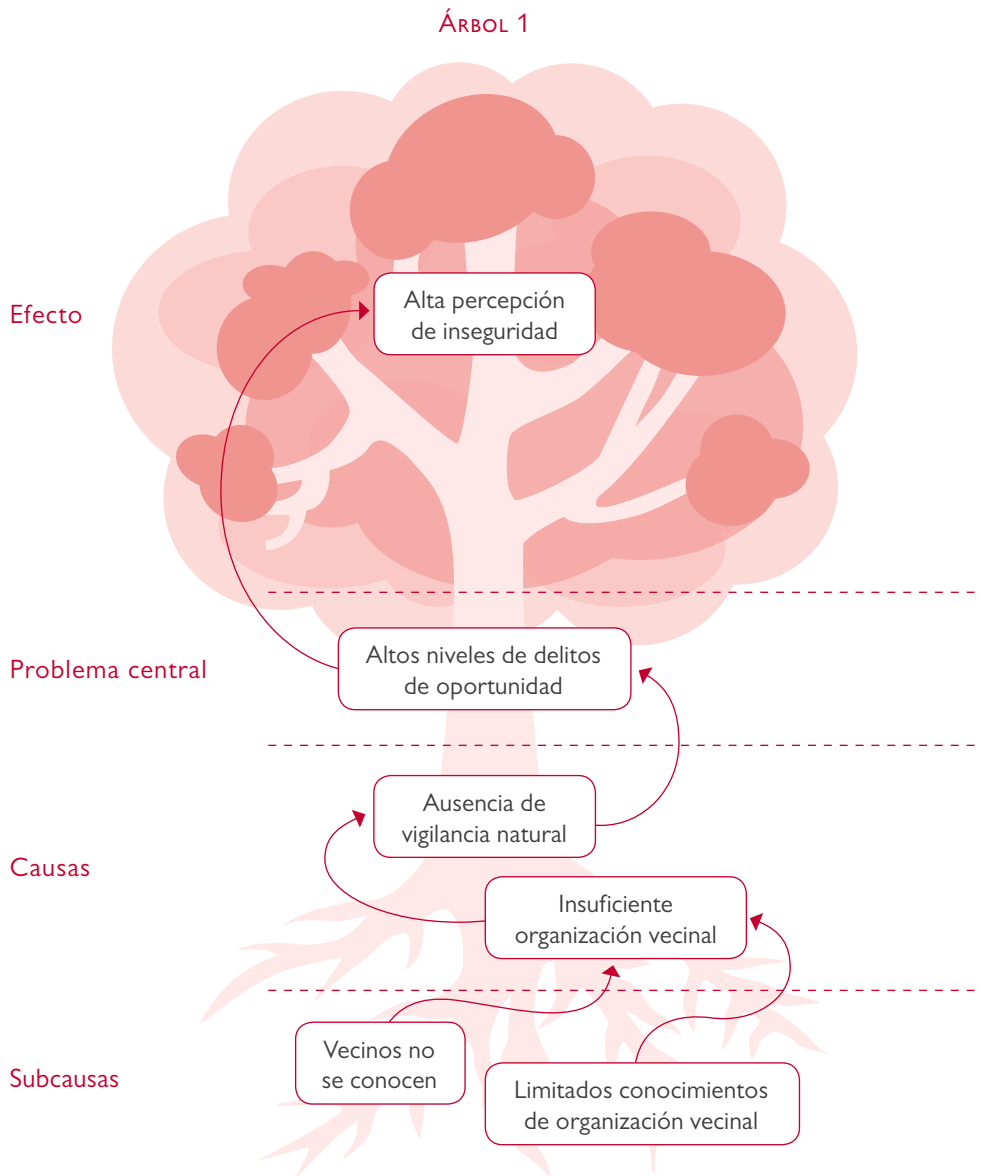 Árbol 1
Efecto
Alta percepción
de inseguridad
Problema central
Altos niveles de delitos
de oportunidad
Causas
Ausencia de
vigilancia natural
Insuficiente
organización vecinal
Subcausas
Vecinos no
se conocen
Limitados conocimientos
de organización vecinal